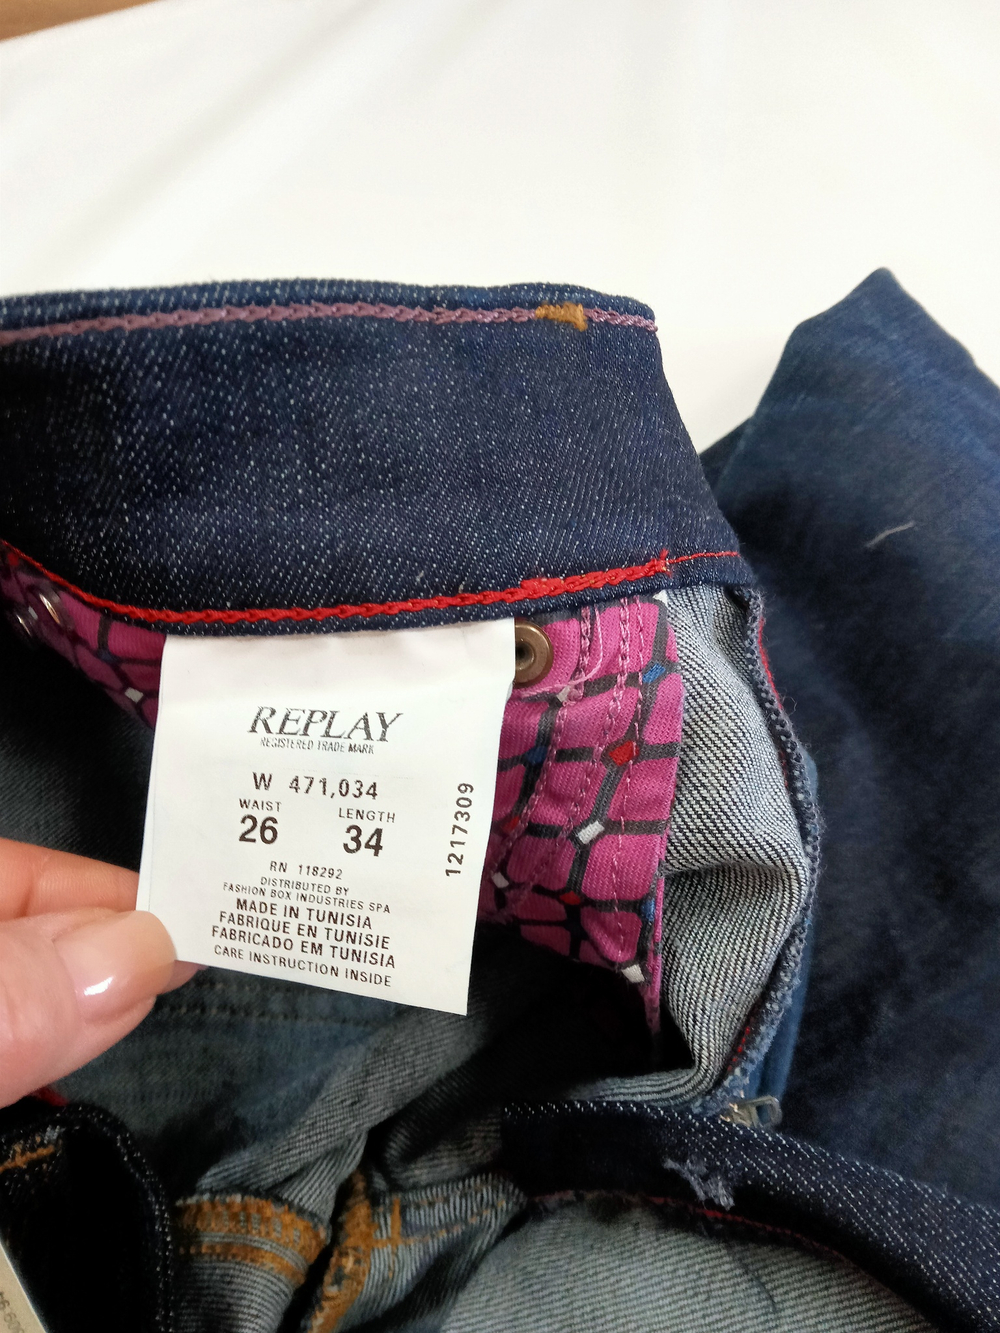 REPLAY
REGISTERED TRADE MARK
W 471,034
WAIST LENGTH
26 34
1217309
RN 118292
DISTRIBUTED BY
FASHION BOX INDUSTRIES SPA
MADE IN TUNISIA
FABRIQUE EN TUNISIE
FABRICADO EM TUNISIA
CARE INSTRUCTION INSIDE